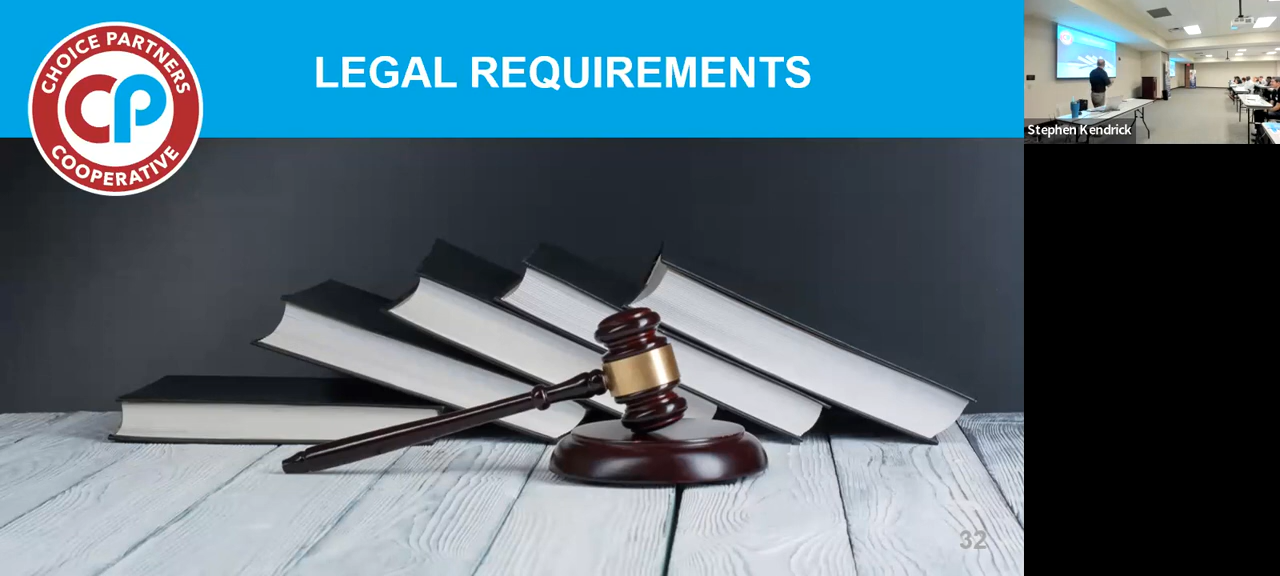 CHOICE PARTNERS
CP
COOPERATIVE
LEGAL REQUIREMENTS
Stephen Kendrick
32